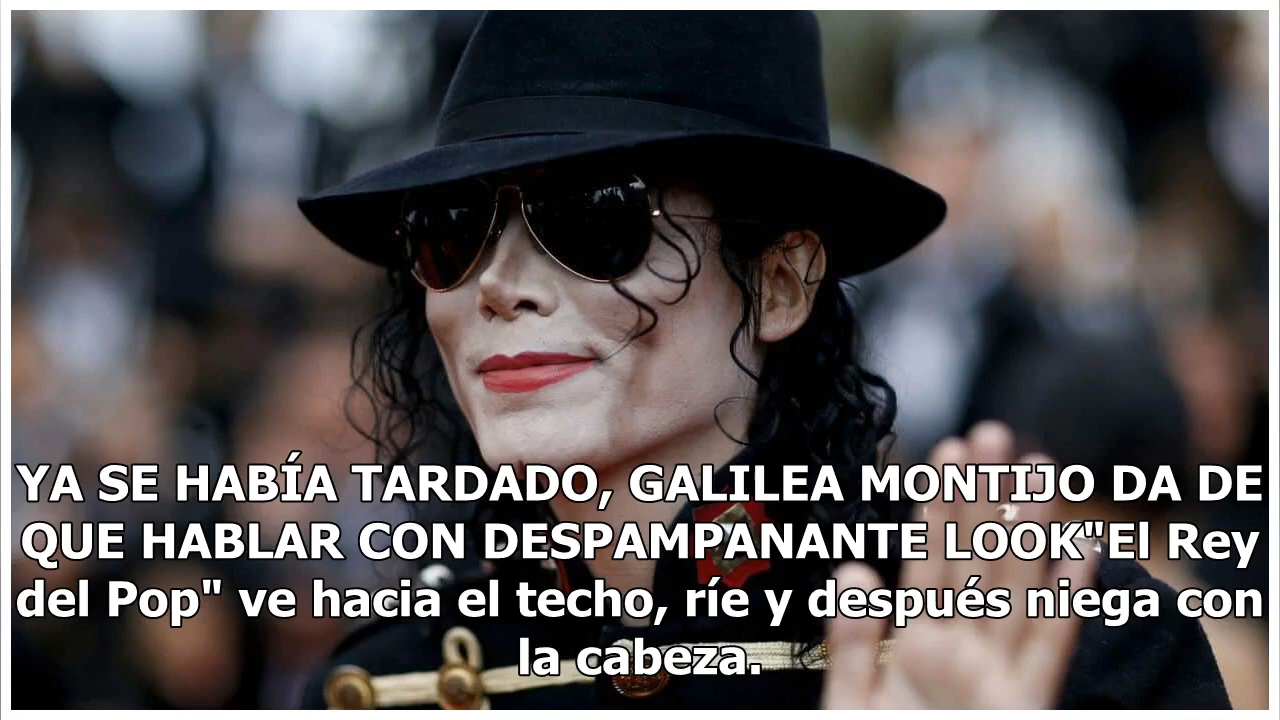 YA SE HABÍA TARDADO, GALILEA MONTIJO DA DE
QUE HABLAR CON DESPAMPANANTE LOOK"El Rey
del Pop" ve hacia el techo, ríe y después niega con
la cabeza.